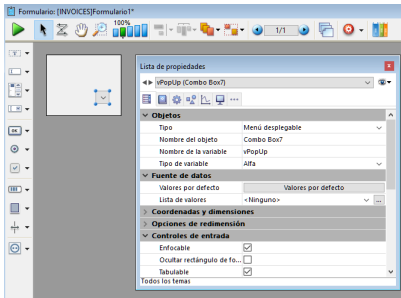 Formulario: [INVOICES]Formulario1*
100%
1/1
Lista de propiedades
vPopUp (Combo Box7)
Objetos
Tipo Menú desplegable
Nombre del objeto Combo Box7
Nombre de la variable vPopUp
Tipo de variable Alfa
Fuente de datos
Valores por defecto Valores por defecto
Lista de valores <Ninguno> ...
Coordenadas y dimensiones
Opciones de redimensión
Controles de entrada
Enfocable
Ocultar rectángulo de fo...
Tabulable
Todos los temas
OK